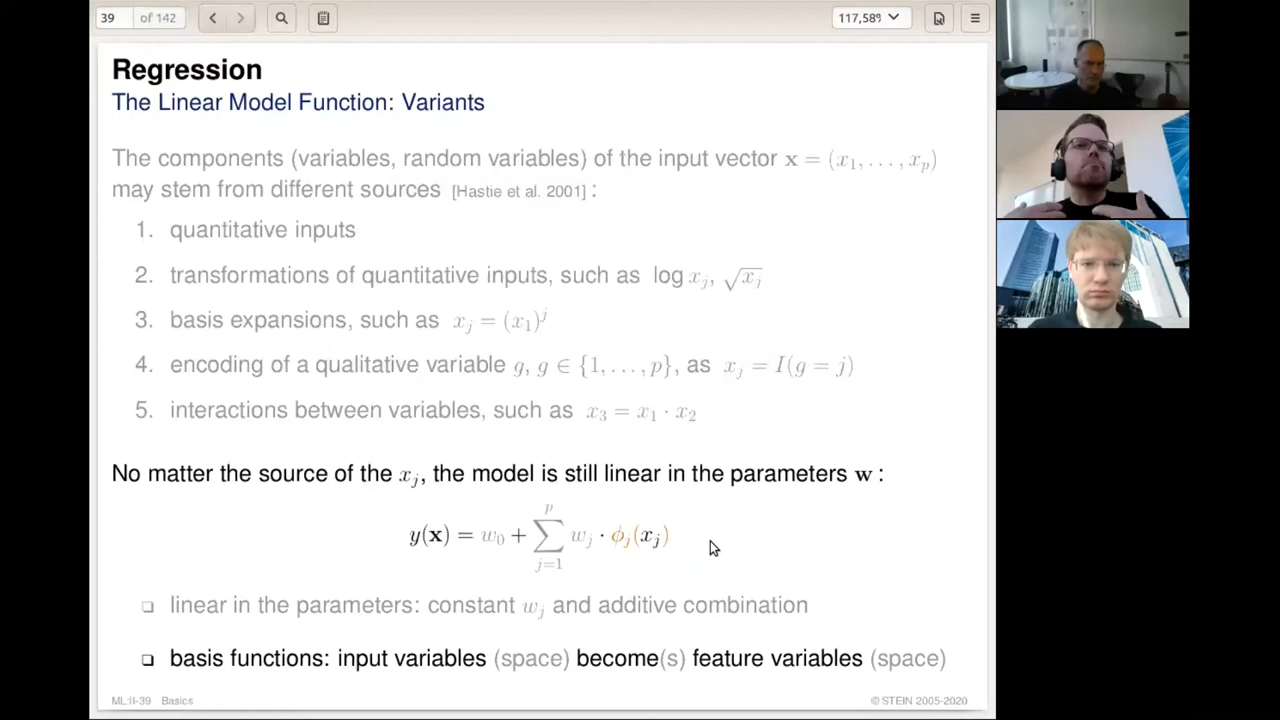 39 of 142 117,58%
Regression
The Linear Model Function: Variants
The components (variables, random variables) of the input vector x = (x₁, . . . , xₚ)
may stem from different sources [Hastie et al. 2001] :
1. quantitative inputs
2. transformations of quantitative inputs, such as log xⱼ, √xⱼ
3. basis expansions, such as xⱼ = (x₁)ʲ
4. encoding of a qualitative variable g, g ∈ {1, . . . , p}, as xⱼ = I(g = j)
5. interactions between variables, such as x₃ = x₁ · x₂
No matter the source of the xⱼ, the model is still linear in the parameters w :
y(x) = w₀ + ∑ⱼ₌₁ᵖ wⱼ · ϕⱼ(xⱼ)
❑ linear in the parameters: constant wⱼ and additive combination
❑ basis functions: input variables (space) become(s) feature variables (space)
ML:II-39 Basics © STEIN 2005-2020